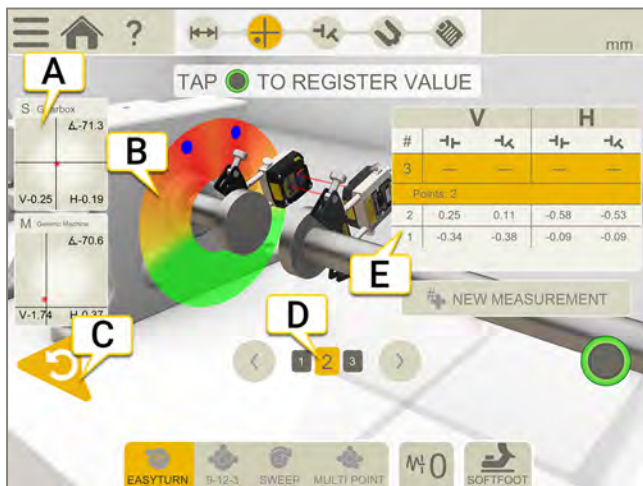 ?
mm
TAP TO REGISTER VALUE
A
S Gearbox
∡-71.3
V-0.25 H-0.19
B
M Generic Machine
∡-70.6
V-1.74 H 0.37
C
V H
#
3 — — — —
Points: 2
2 0.25 0.11 -0.58 -0.53
1 -0.34 -0.38 -0.09 -0.09
E
NEW MEASUREMENT
D
1 2 3
EASYTURN 9-12-3 SWEEP MULTI POINT 0 SOFTFOOT